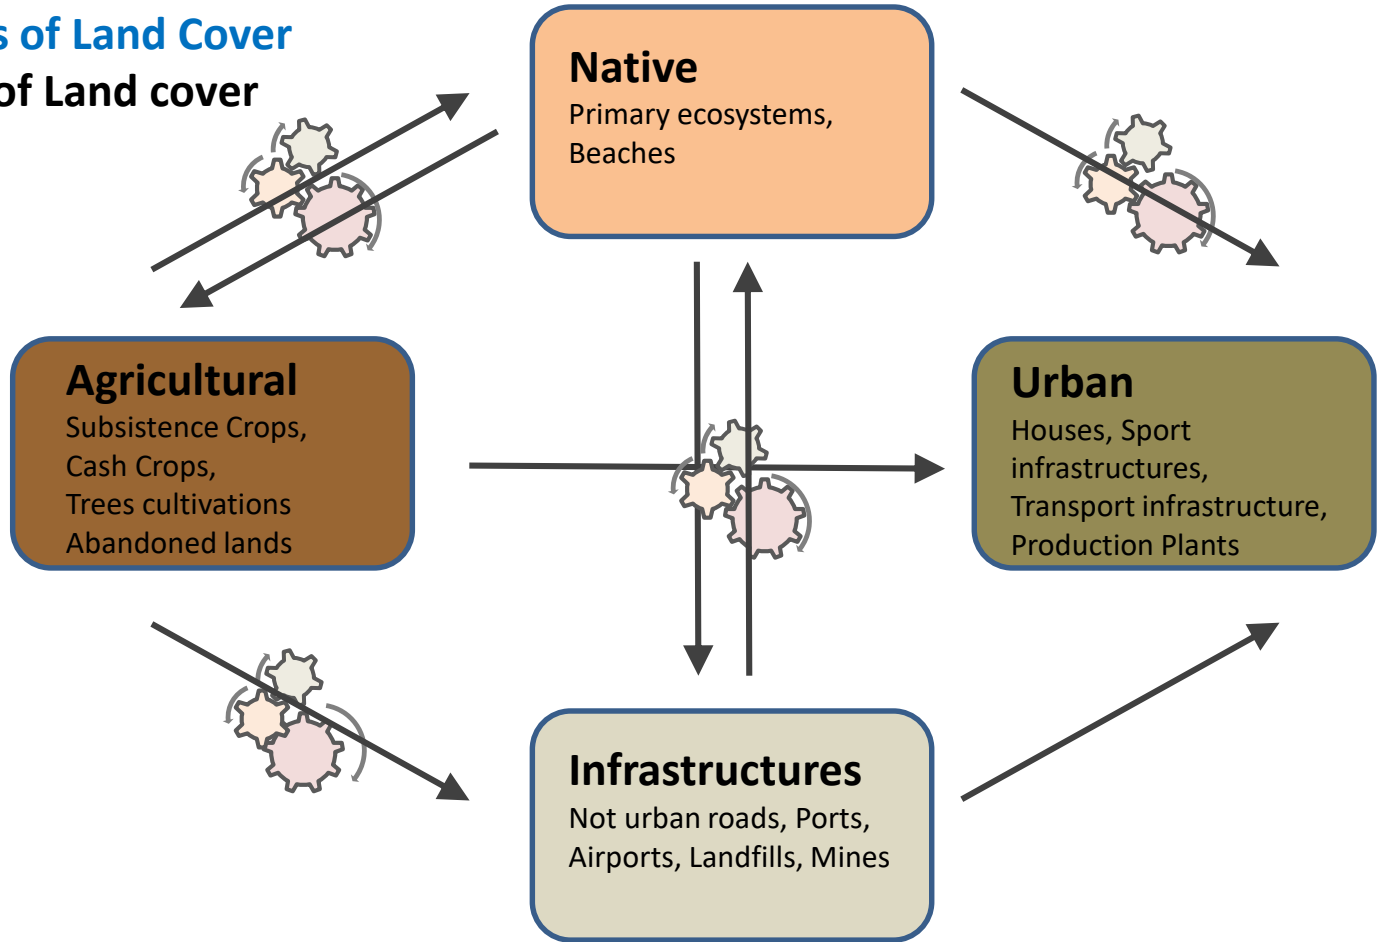 s of Land Cover
of Land cover
Native
Primary ecosystems,
Beaches
Agricultural
Subsistence Crops,
Cash Crops,
Trees cultivations
Abandoned lands
Urban
Houses, Sport
infrastructures,
Transport infrastructure,
Production Plants
Infrastructures
Not urban roads, Ports,
Airports, Landfills, Mines